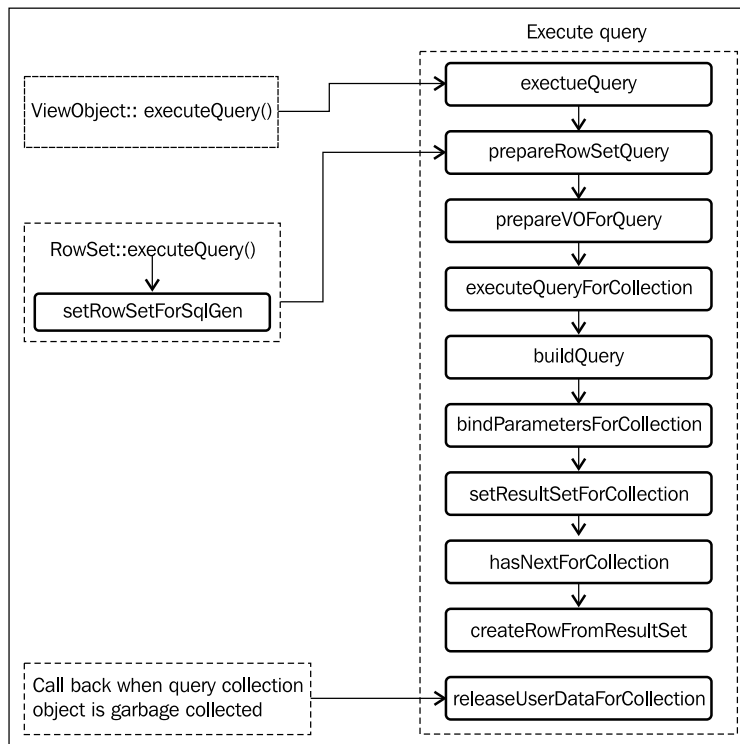 Execute query
ViewObject:: executeQuery()
exectueQuery
prepareRowSetQuery
prepareVOForQuery
RowSet::executeQuery()
setRowSetForSqlGen
executeQueryForCollection
buildQuery
bindParametersForCollection
setResultSetForCollection
hasNextForCollection
createRowFromResultSet
Call back when query collection
object is garbage collected
releaseUserDataForCollection